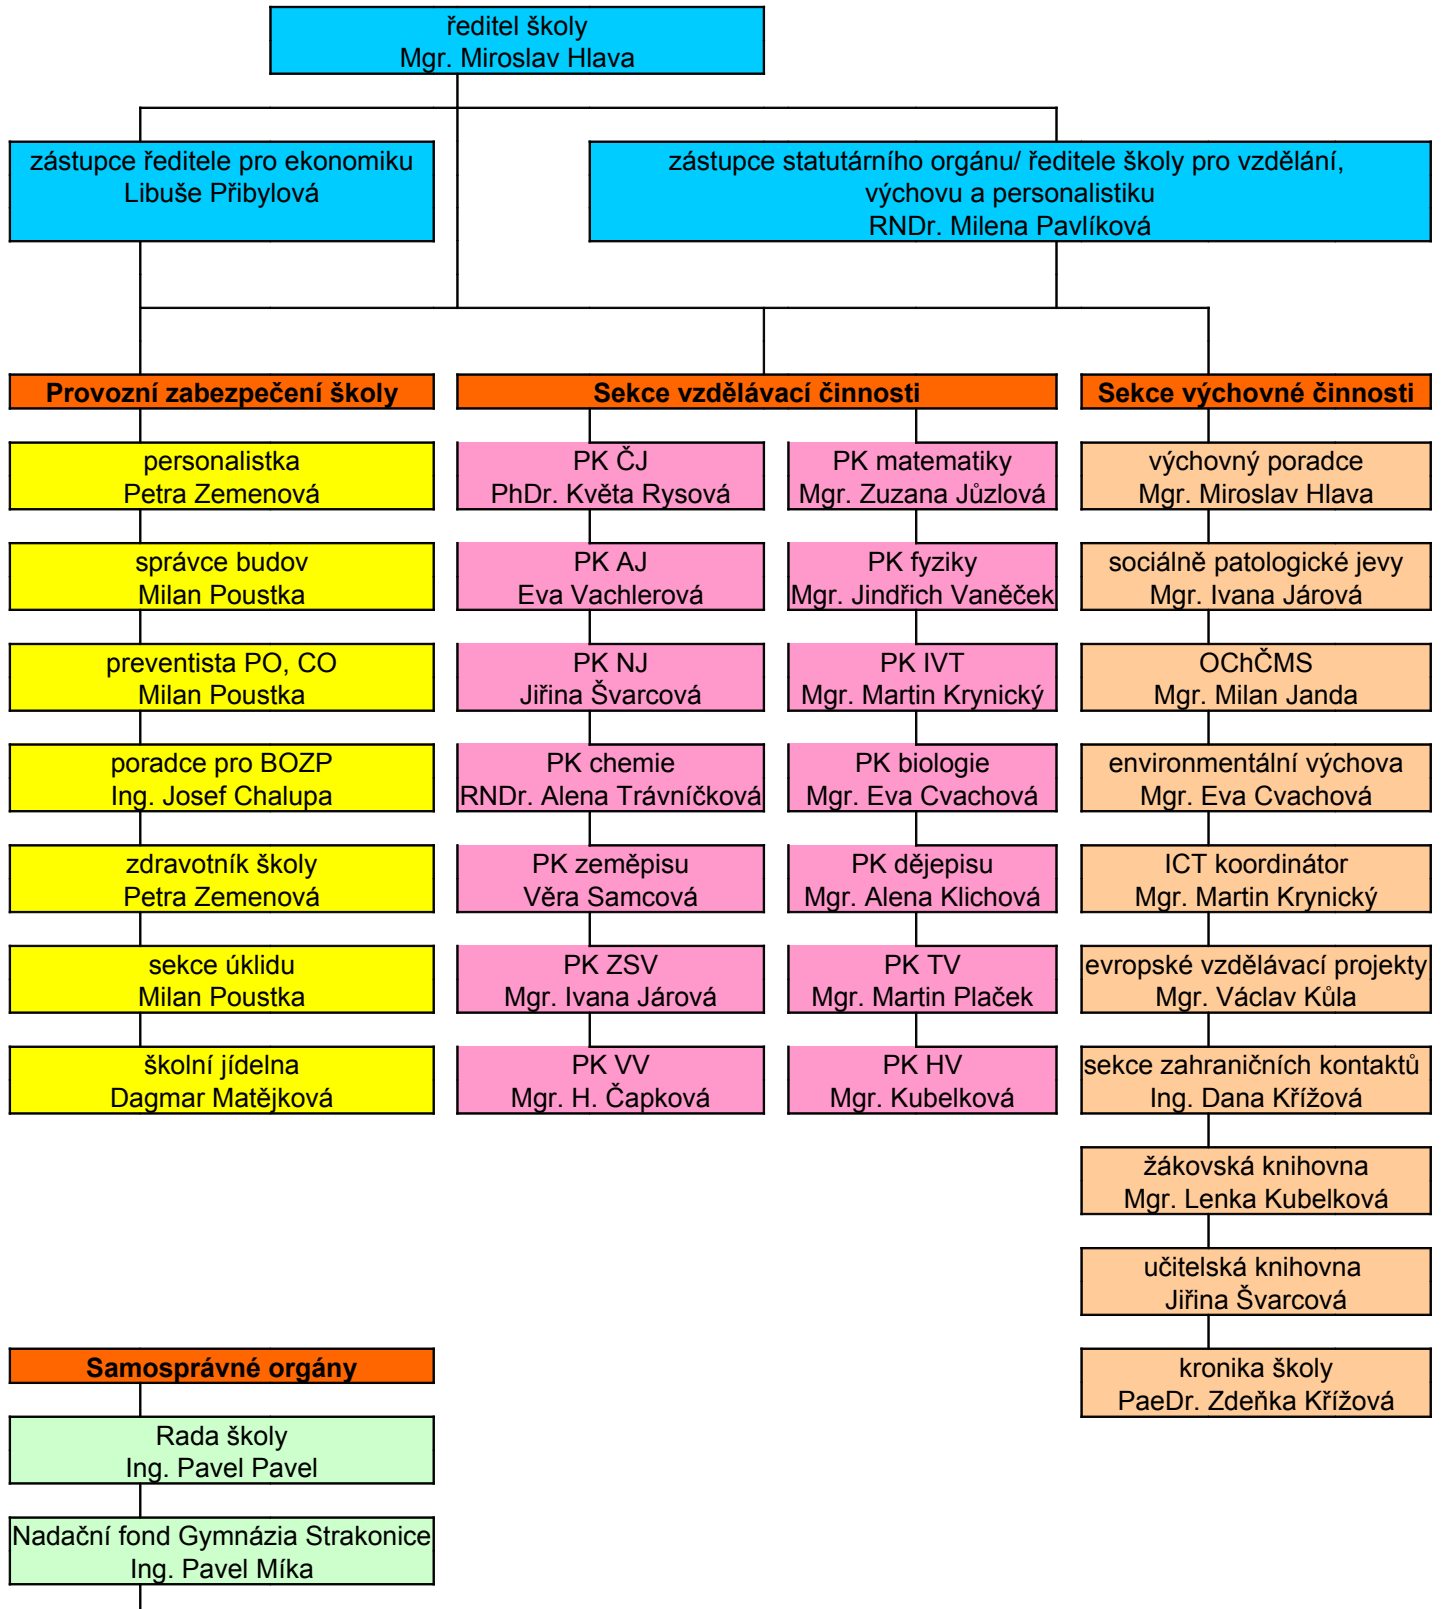 ředitel školy
Mgr. Miroslav Hlava
zástupce ředitele pro ekonomiku
Libuše Přibylová
zástupce statutárního orgánu/ ředitele školy pro vzdělání,
výchovu a personalistiku
RNDr. Milena Pavlíková
Provozní zabezpečení školy
personalistka
Petra Zemenová
správce budov
Milan Poustka
preventista PO, CO
Milan Poustka
poradce pro BOZP
Ing. Josef Chalupa
zdravotník školy
Petra Zemenová
sekce úklidu
Milan Poustka
školní jídelna
Dagmar Matějková
Sekce vzdělávací činnosti
PK ČJ
PhDr. Květa Rysová
PK AJ
Eva Vachlerová
PK NJ
Jiřina Švarcová
PK chemie
RNDr. Alena Trávníčková
PK zeměpisu
Věra Samcová
PK ZSV
Mgr. Ivana Járová
PK VV
Mgr. H. Čapková
PK matematiky
Mgr. Zuzana Jůzlová
PK fyziky
Mgr. Jindřich Vaněček
PK IVT
Mgr. Martin Krynický
PK biologie
Mgr. Eva Cvachová
PK dějepisu
Mgr. Alena Klichová
PK TV
Mgr. Martin Plaček
PK HV
Mgr. Kubelková
Sekce výchovné činnosti
výchovný poradce
Mgr. Miroslav Hlava
sociálně patologické jevy
Mgr. Ivana Járová
OChČMS
Mgr. Milan Janda
environmentální výchova
Mgr. Eva Cvachová
ICT koordinátor
Mgr. Martin Krynický
evropské vzdělávací projekty
Mgr. Václav Kůla
sekce zahraničních kontaktů
Ing. Dana Křížová
žákovská knihovna
Mgr. Lenka Kubelková
učitelská knihovna
Jiřina Švarcová
kronika školy
PaeDr. Zdeňka Křížová
Samosprávné orgány
Rada školy
Ing. Pavel Pavel
Nadační fond Gymnázia Strakonice
Ing. Pavel Míka